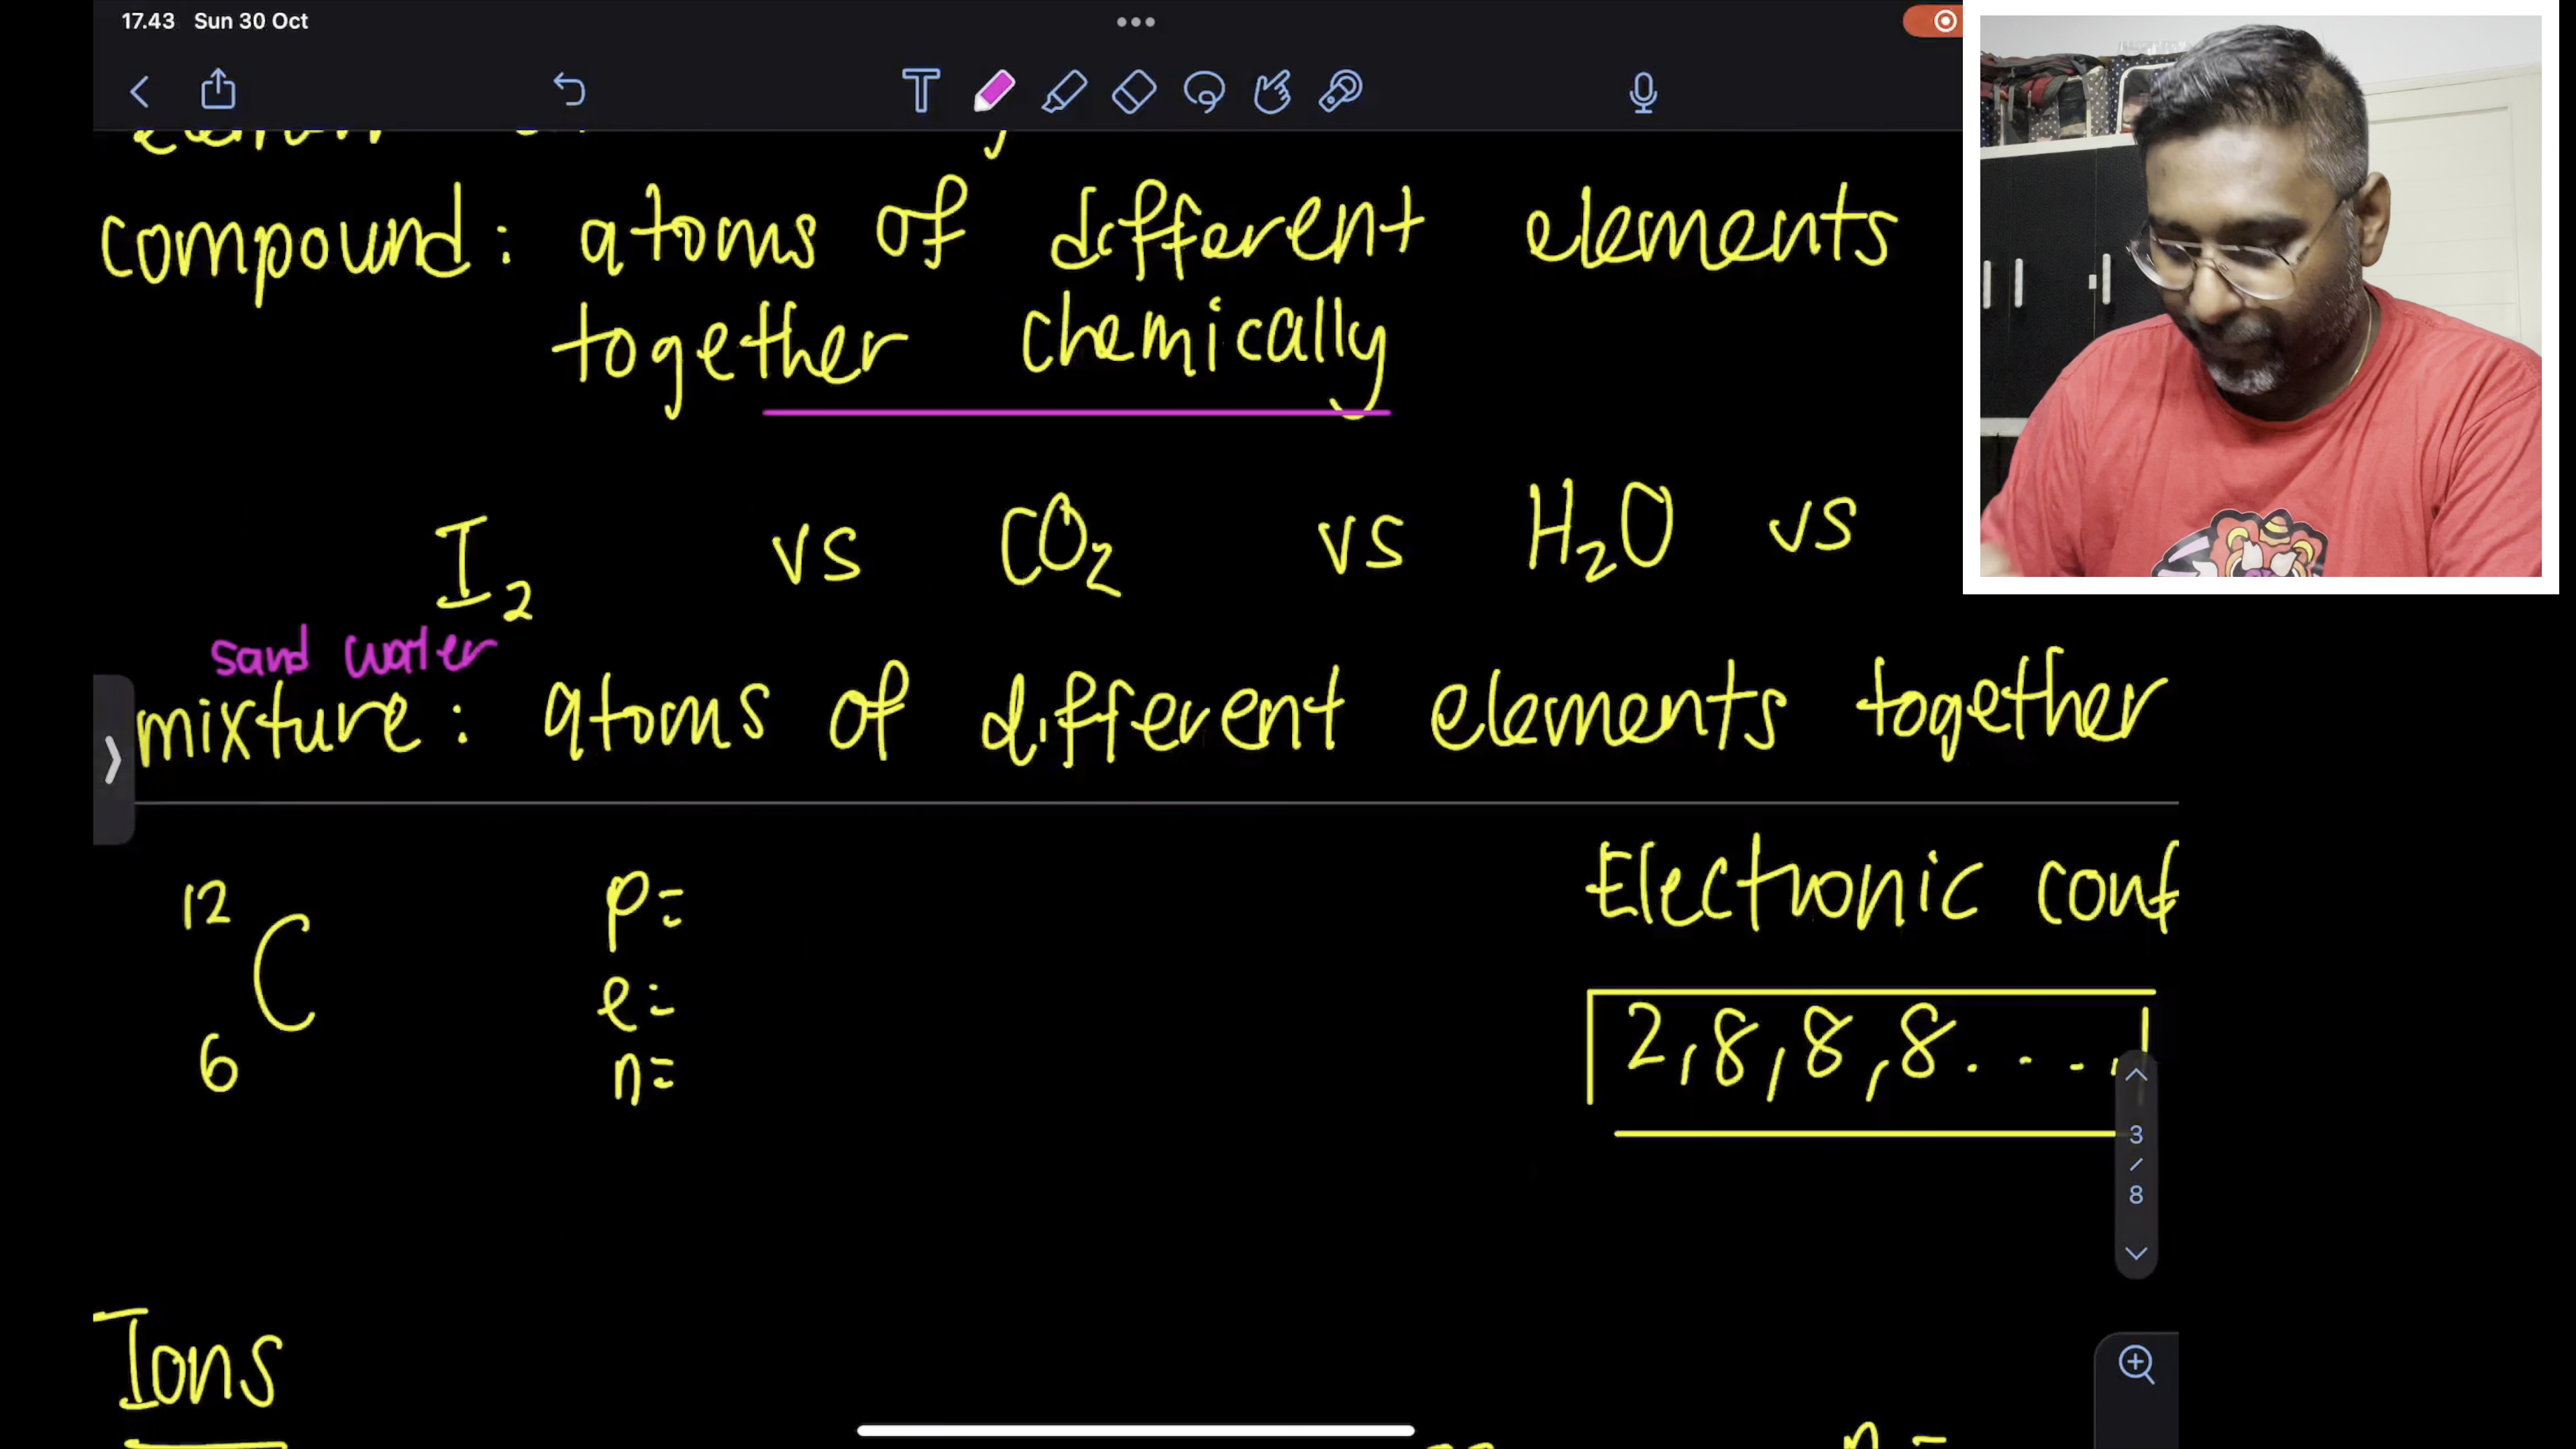 17.43 Sun 30 Oct
compound: atoms of different elements
together chemically
I2 vs CO2 vs H2O vs
sand water
mixture: atoms of different elements together
12
C
6
p=
e=
n=
Electronic conf
2,8,8,8....
3
/
8
Ions
n=